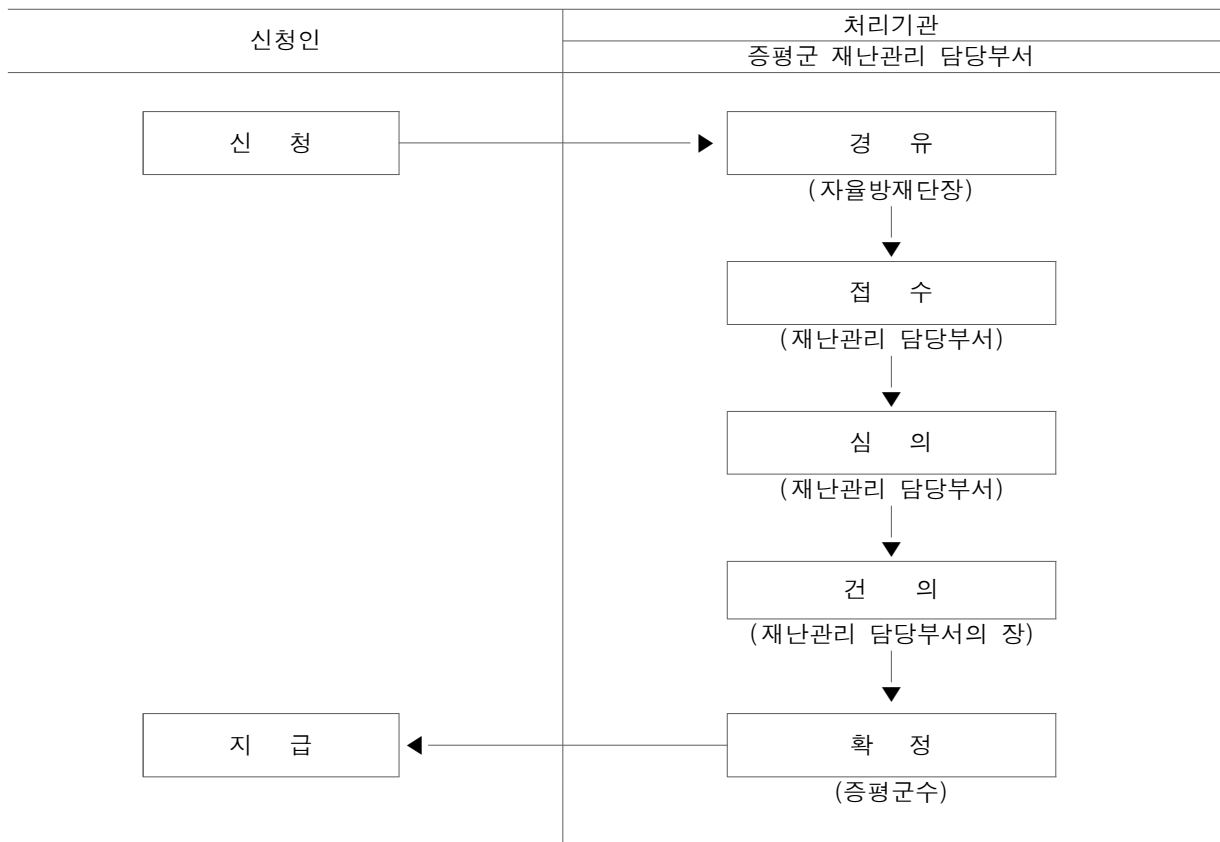 신청인
처리기관
증평군 재난관리 담당부서
신 청
경 유
(자율방재단장)
접 수
(재난관리 담당부서)
심 의
(재난관리 담당부서)
건 의
(재난관리 담당부서의 장)
지 급
확 정
(증평군수)